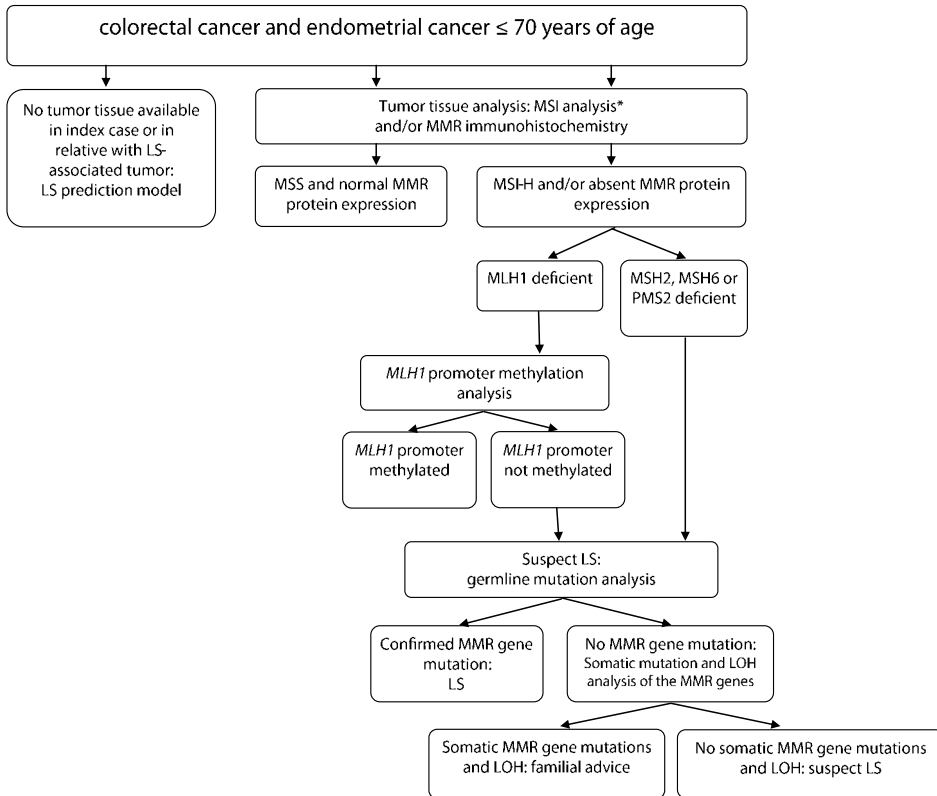 colorectal cancer and endometrial cancer ≤ 70 years of age
No tumor tissue available
in index case or in
relative with LS-
associated tumor:
LS prediction model
Tumor tissue analysis: MSI analysis*
and/or MMR immunohistochemistry
MSS and normal MMR
protein expression
MSI-H and/or absent MMR protein
expression
MLH1 deficient
MSH2, MSH6 or
PMS2 deficient
MLH1 promoter methylation
analysis
MLH1 promoter
methylated
MLH1 promoter
not methylated
Suspect LS:
germline mutation analysis
Confirmed MMR gene
mutation:
LS
No MMR gene mutation:
Somatic mutation and LOH
analysis of the MMR genes
Somatic MMR gene mutations
and LOH: familial advice
No somatic MMR gene mutations
and LOH: suspect LS